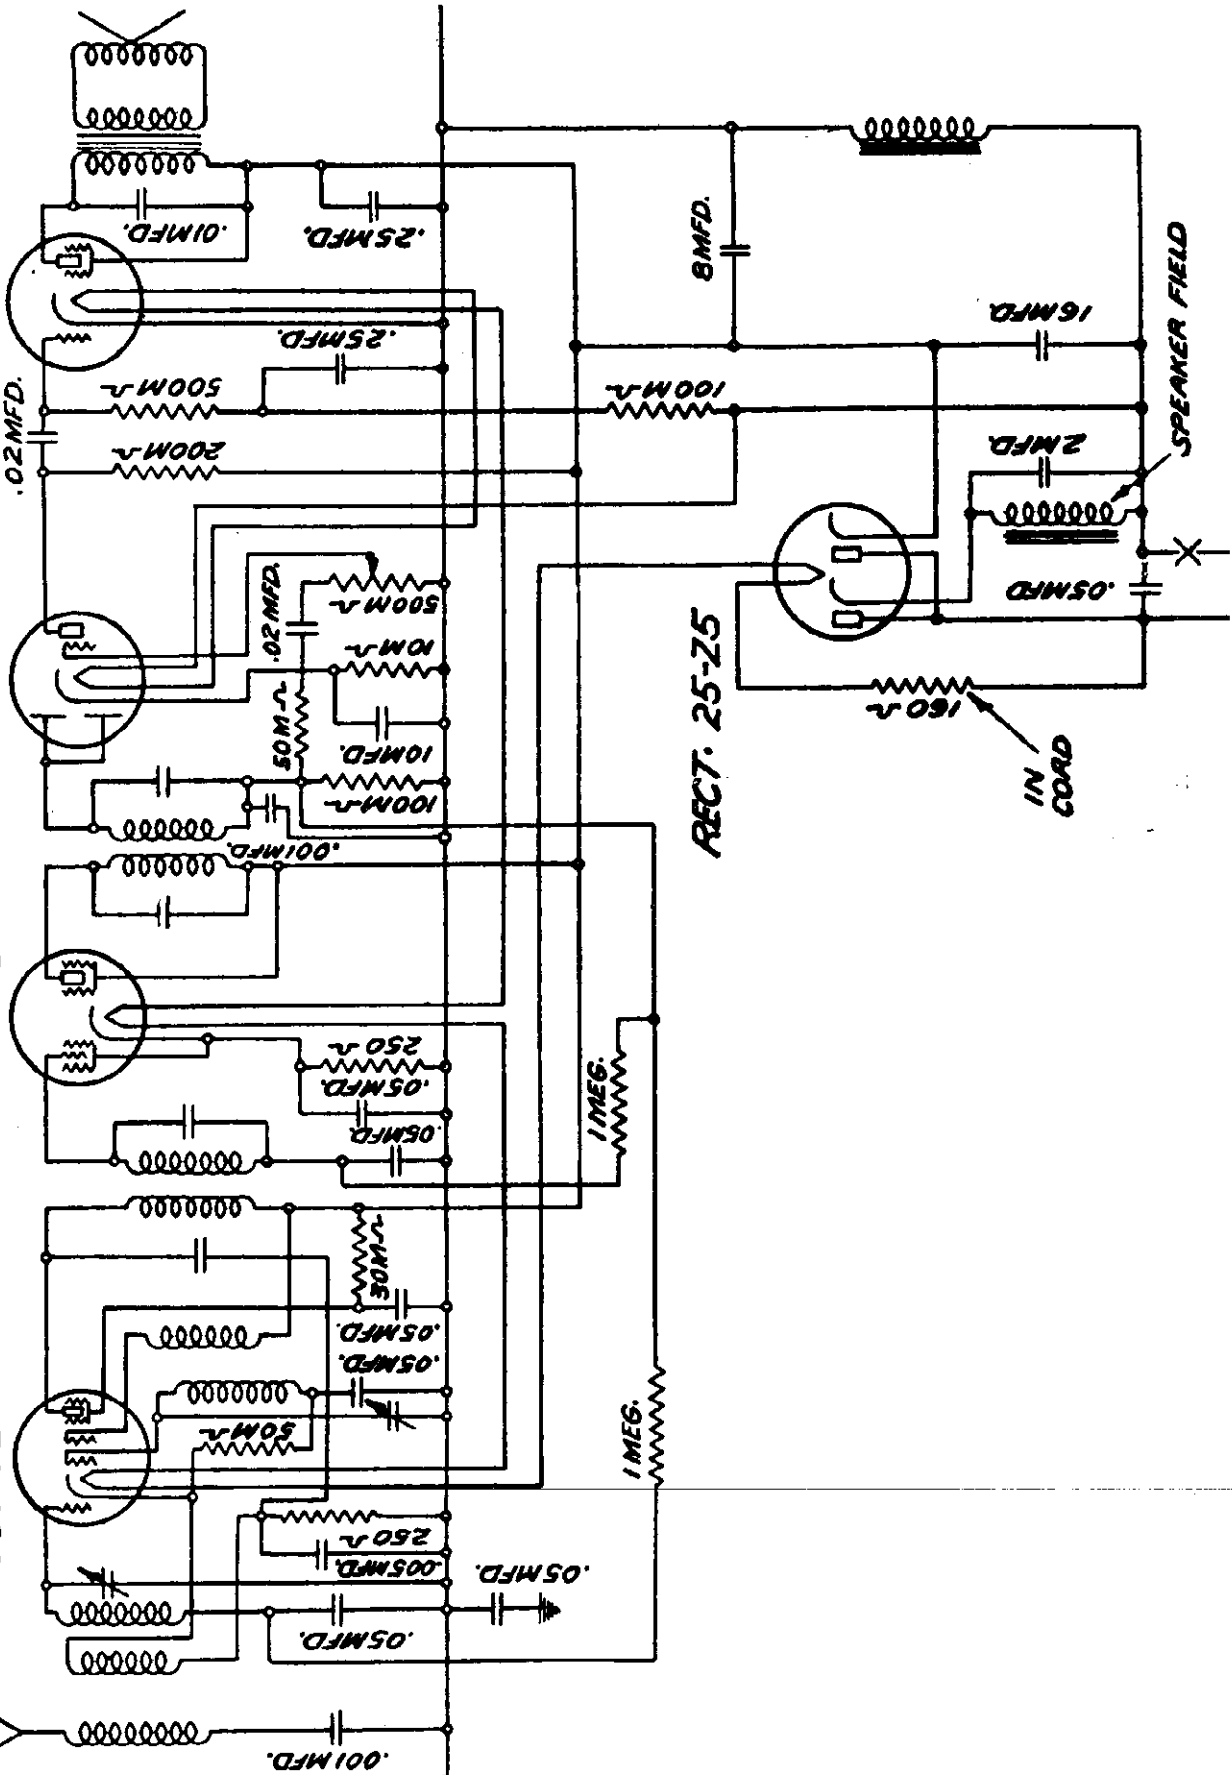 .02MFD.
.01MFD.
.25MFD.
.25MFD.
500M~
200M~
8MFD.
16MFD.
100M~
2MFD.
SPEAKER FIELD
.02MFD.
500M~
10M~
50M~
10MFD.
100M~
.001MFD.
.05MFD
RECT. 25-25
160~
IN
CORD
250~
.05MFD.
.05MFD.
1MEG.
30M~
.05MFD.
.05MFD.
50M~
1MEG.
250~
.005MFD.
.05MFD.
.05MFD.
.001MFD.